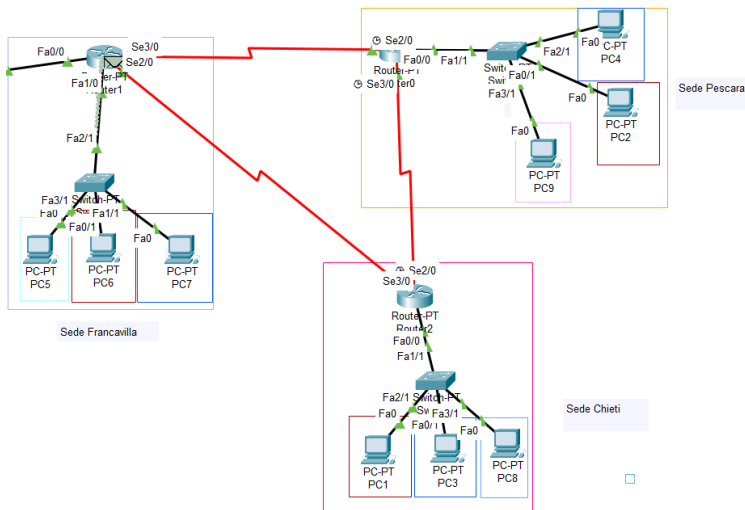 Fa0/0
Se3/0
Se2/0
Fa1/0
Fa2/1
Fa3/1
Fa0
Fa1/1
Fa0/1
Fa0
PC-PT
PC5
PC-PT
PC6
PC-PT
PC7
Sede Francavilla
Se2/0
Fa0/0
Se3/0
Fa1/1
Fa2/1
Fa0
Fa0/1
Fa3/1
Fa0
Fa0
C-PT
PC4
PC-PT
PC2
PC-PT
PC9
Sede Pescara
Se2/0
Se3/0
Router-PT
Router2
Fa0/0
Fa1/1
Fa2/1
Switch-PT
Fa0
Fa3/1
Fa0
PC-PT
PC1
PC-PT
PC3
PC-PT
PC8
Sede Chieti